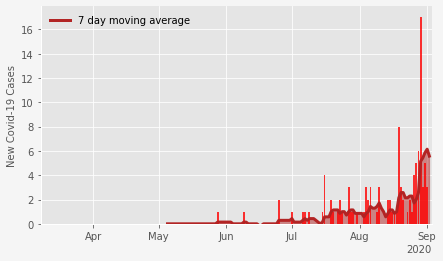 7 day moving average
New Covid-19 Cases
16
14
12
10
8
6
4
2
0
Apr
May
Jun
Jul
Aug
Sep
2020